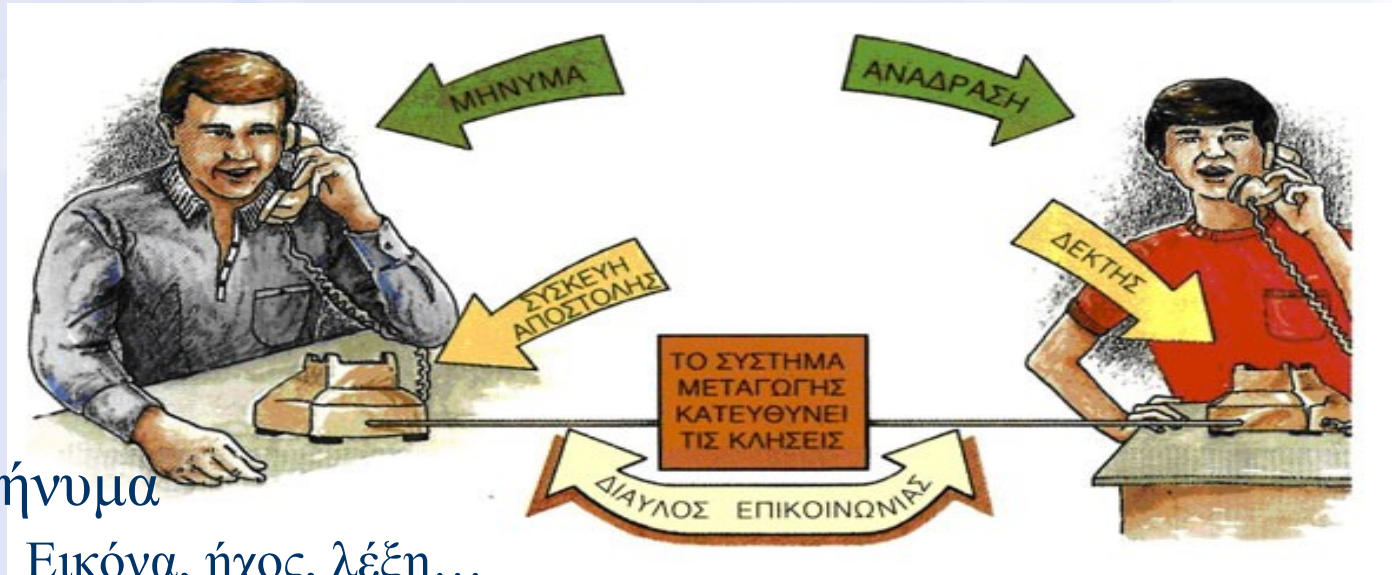 ΜΗΝΥΜΑ
ΑΝΑΔΡΑΣΗ
ΣΥΣΚΕΥΗ
ΑΠΟΣΤΟΛΗΣ
ΔΕΚΤΗΣ
ΤΟ ΣΥΣΤΗΜΑ
ΜΕΤΑΓΩΓΗΣ
ΚΑΤΕΥΘΥΝΕΙ
ΤΙΣ ΚΛΗΣΕΙΣ
ΔΙΑΥΛΟΣ ΕΠΙΚΟΙΝΩΝΙΑΣ
ήνυμα
Εικόνα, ήχος, λέξη…